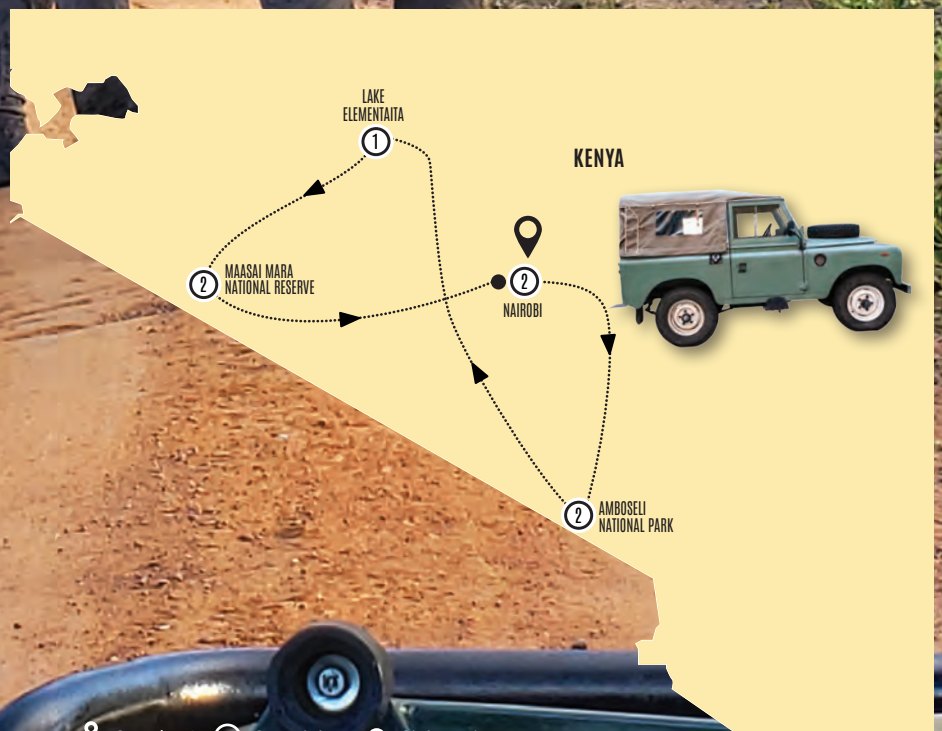 LAKE
ELEMENTAITA
1
KENYA
2
MAASAI MARA
NATIONAL RESERVE
2
NAIROBI
2
AMBOSELI
NATIONAL PARK